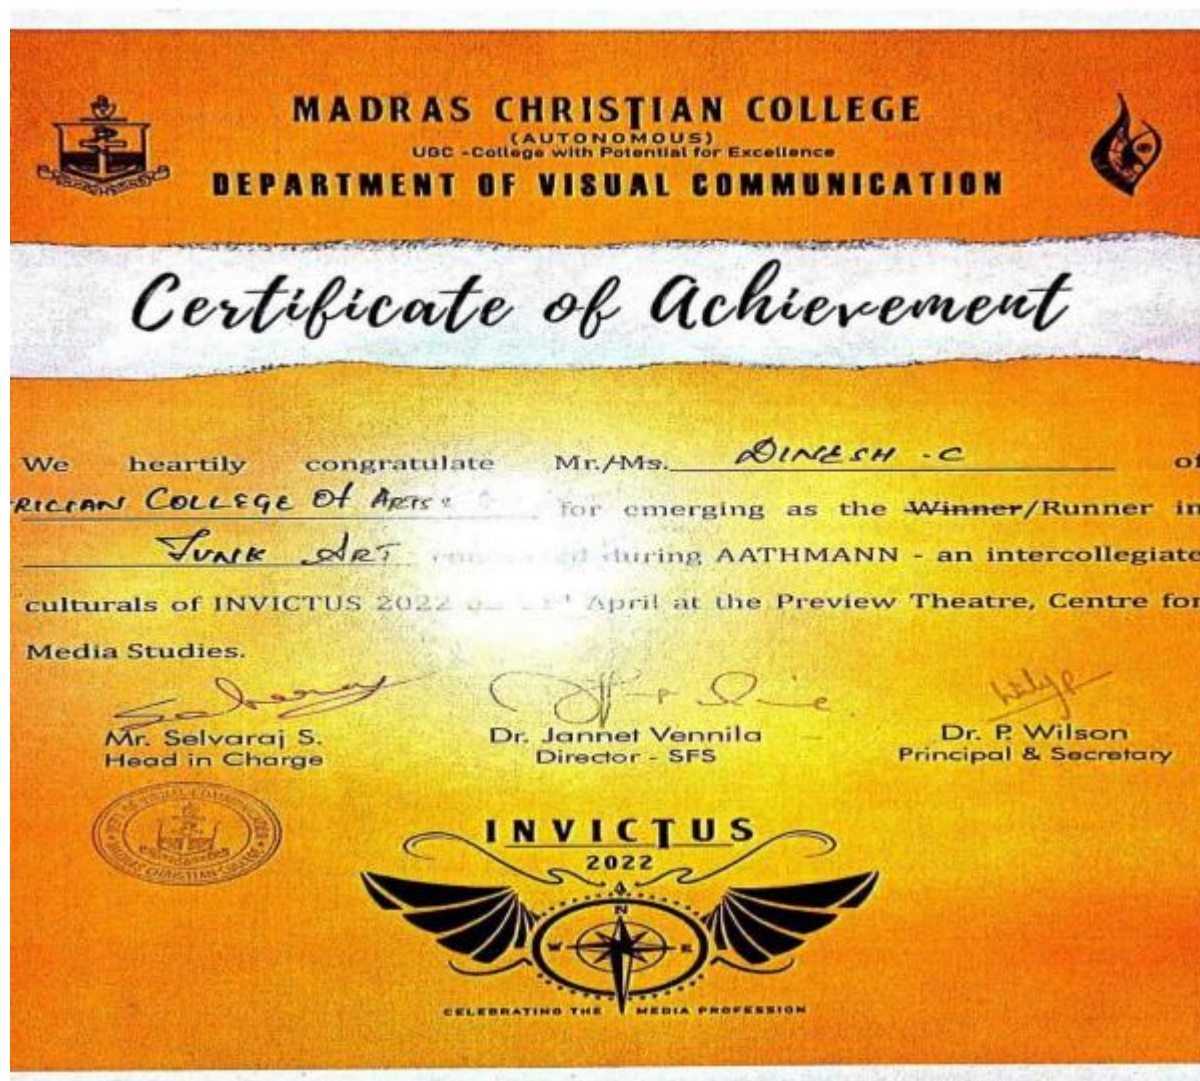 MADRAS CHRISTIAN COLLEGE
(AUTONOMOUS)
UGC -College with Potential for Excellence
DEPARTMENT OF VISUAL COMMUNICATION
Certificate of Achievement
We heartily congratulate Mr./Ms. DINESH . C of
RICIAN COLLEGE Of ARTS & for emerging as the Winner/Runner in
JUNK ART during AATHMANN - an intercollegiate
culturals of INVICTUS 2022 April at the Preview Theatre, Centre for
Media Studies.
Mr. Selvaraj S.
Head in Charge
Dr. Jannet Vennila
Director - SFS
Dr. P. Wilson
Principal & Secretary
INVICTUS
2022
N
W E
CELEBRATING THE MEDIA PROFESSION